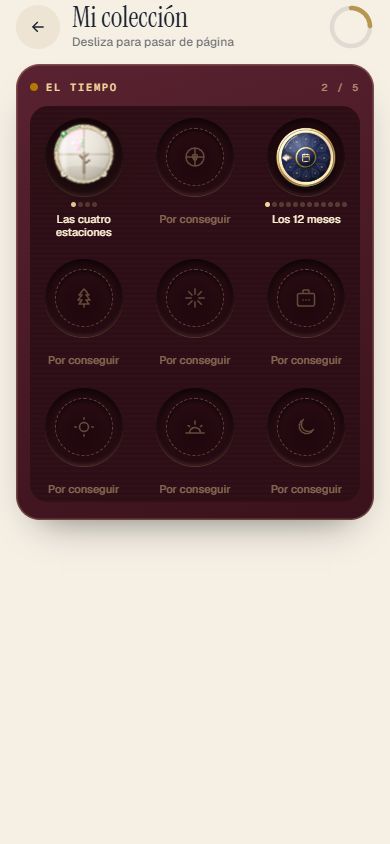 Mi colección
Desliza para pasar de página
EL TIEMPO
2 / 5
Las cuatro
estaciones
Por conseguir
Los 12 meses
Por conseguir
Por conseguir
Por conseguir
Por conseguir
Por conseguir
Por conseguir